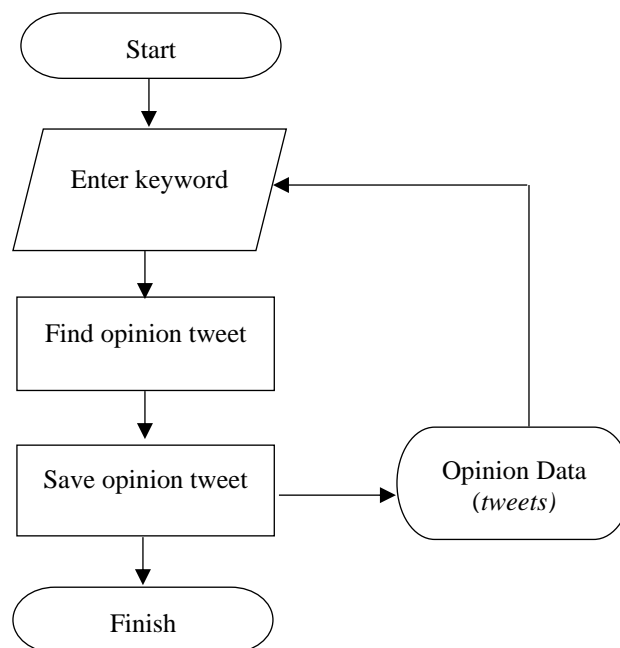 Start
Enter keyword
Find opinion tweet
Save opinion tweet
Opinion Data
(tweets)
Finish